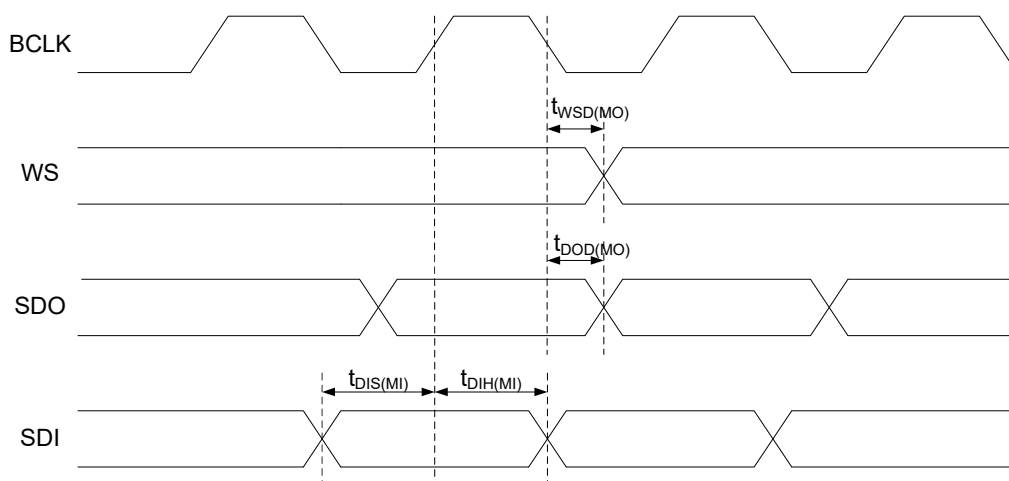 BCLK
tWSD(MO)
WS
tDOD(MO)
SDO
tDIS(MI) tDIH(MI)
SDI